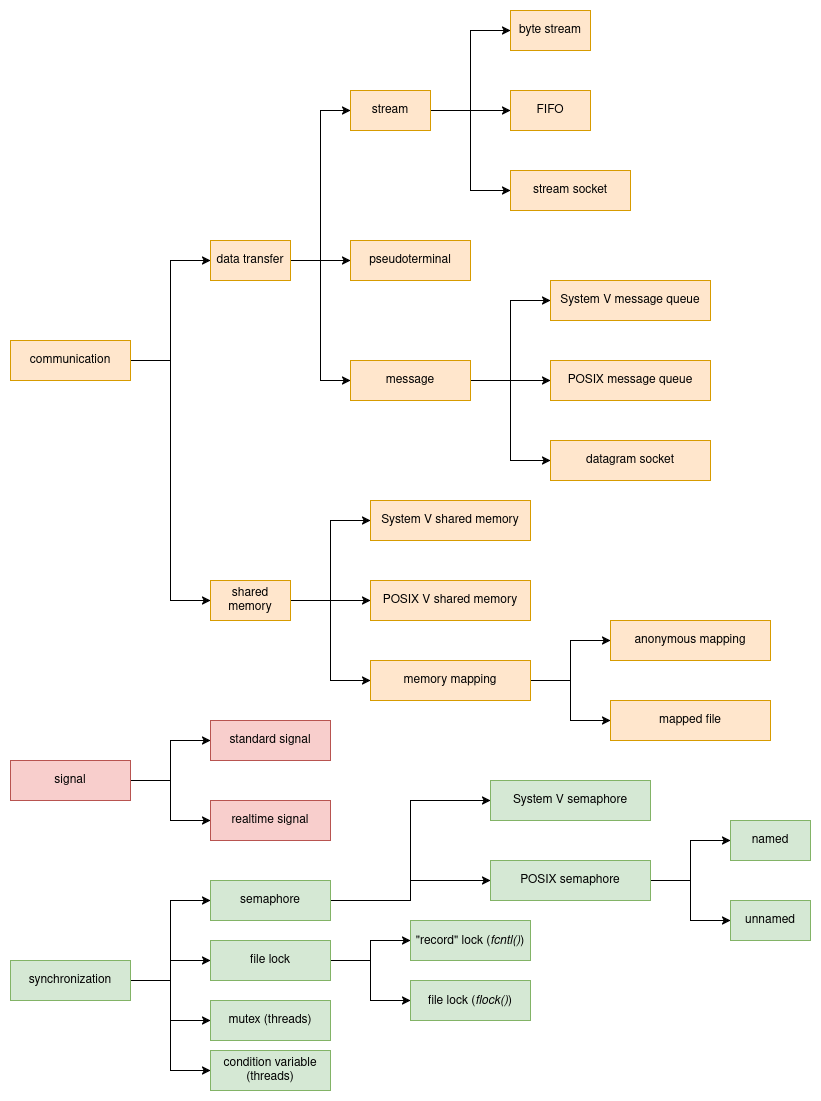 byte stream
stream
FIFO
stream socket
data transfer
pseudoterminal
System V message queue
communication
message
POSIX message queue
datagram socket
System V shared memory
shared
memory
POSIX V shared memory
anonymous mapping
memory mapping
mapped file
standard signal
signal
realtime signal
System V semaphore
named
POSIX semaphore
semaphore
unnamed
"record" lock (fcntl())
file lock
synchronization
file lock (flock())
mutex (threads)
condition variable
(threads)